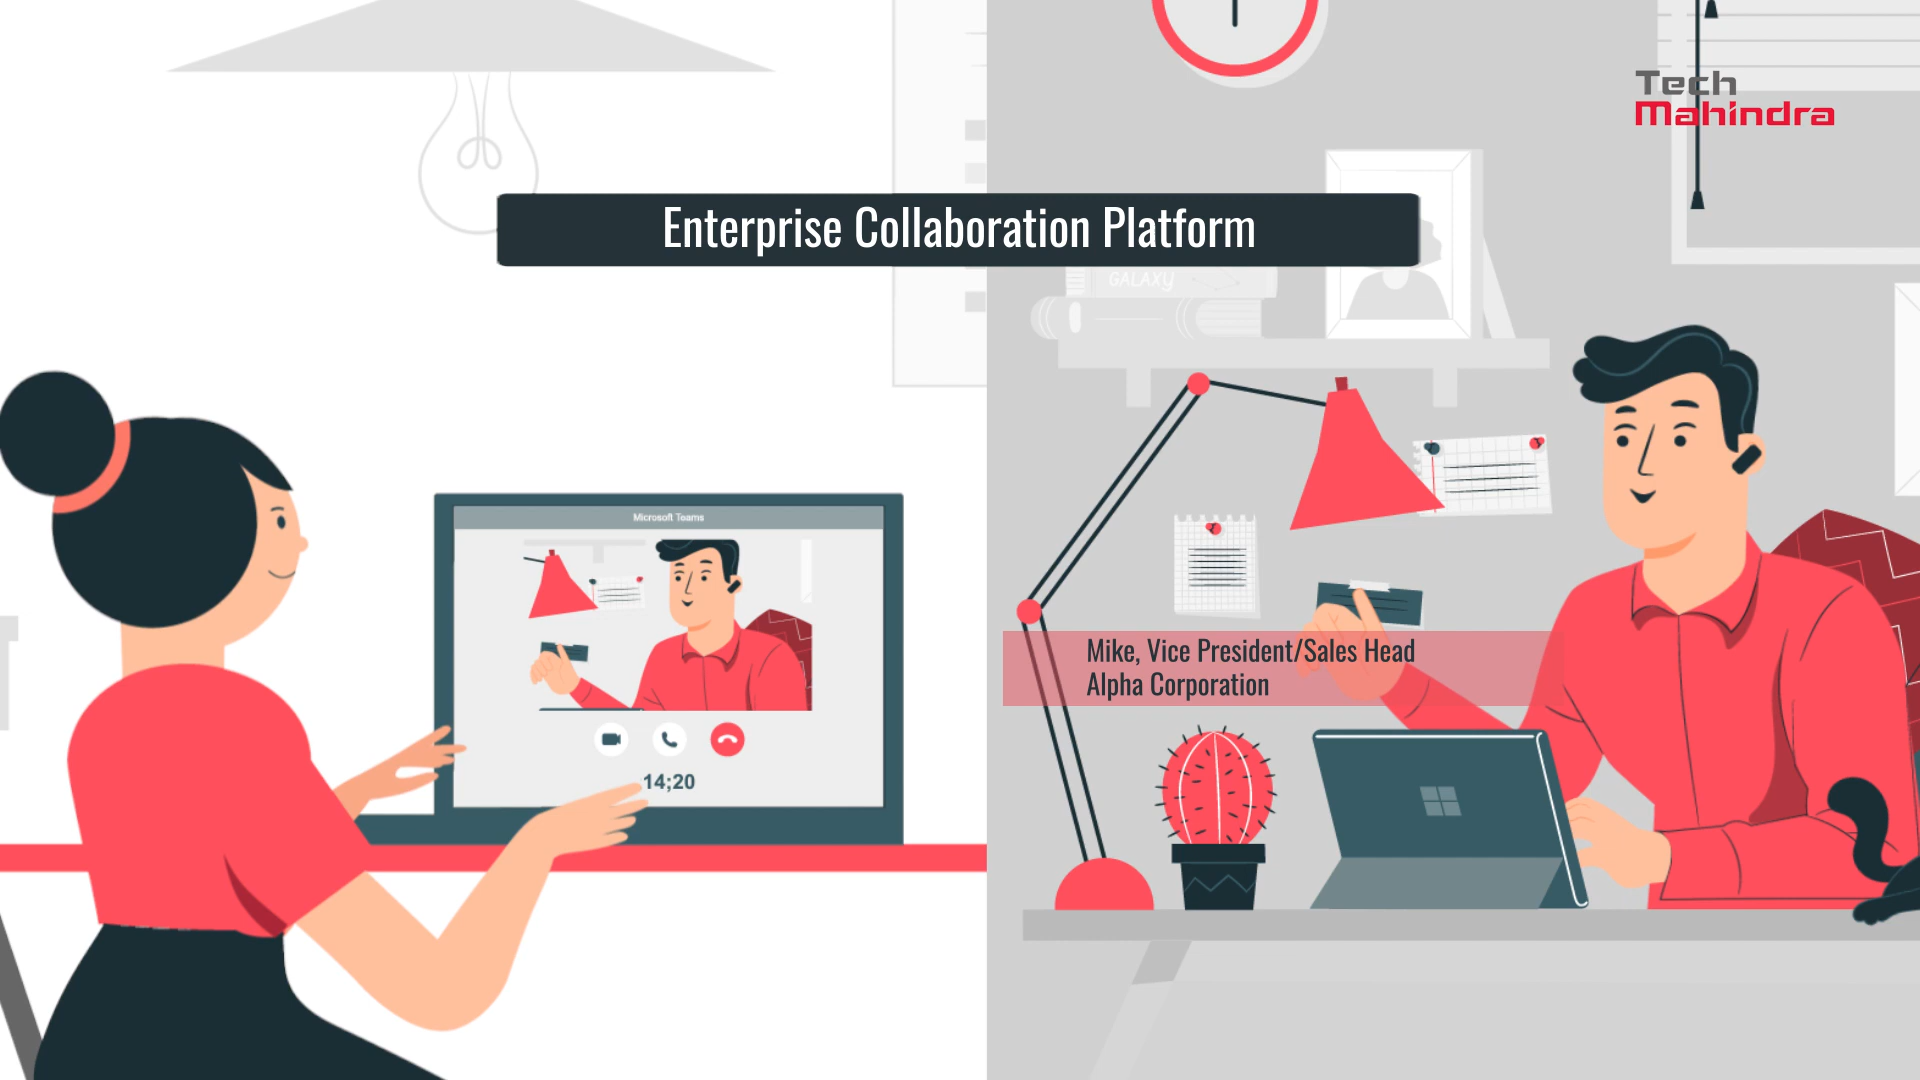 Tech
Mahindra
Enterprise Collaboration Platform
GALAXY
Microsoft Teams
14;20
Mike, Vice President/Sales Head
Alpha Corporation